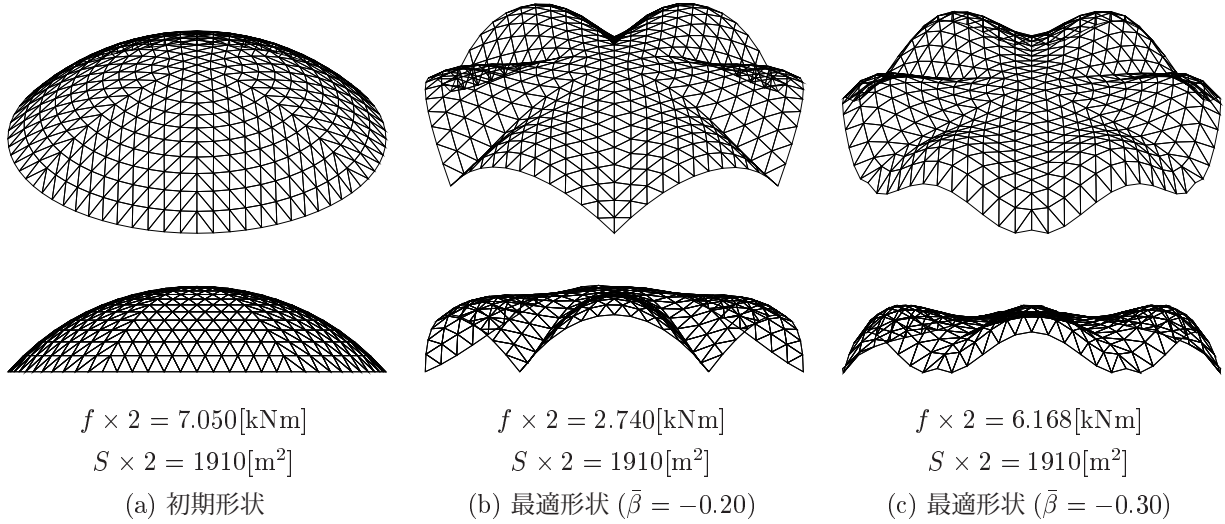 f × 2 = 7.050[kNm]
S × 2 = 1910[m²]
(a) 初期形状
f × 2 = 2.740[kNm]
S × 2 = 1910[m²]
(b) 最適形状 (β̄ = −0.20)
f × 2 = 6.168[kNm]
S × 2 = 1910[m²]
(c) 最適形状 (β̄ = −0.30)